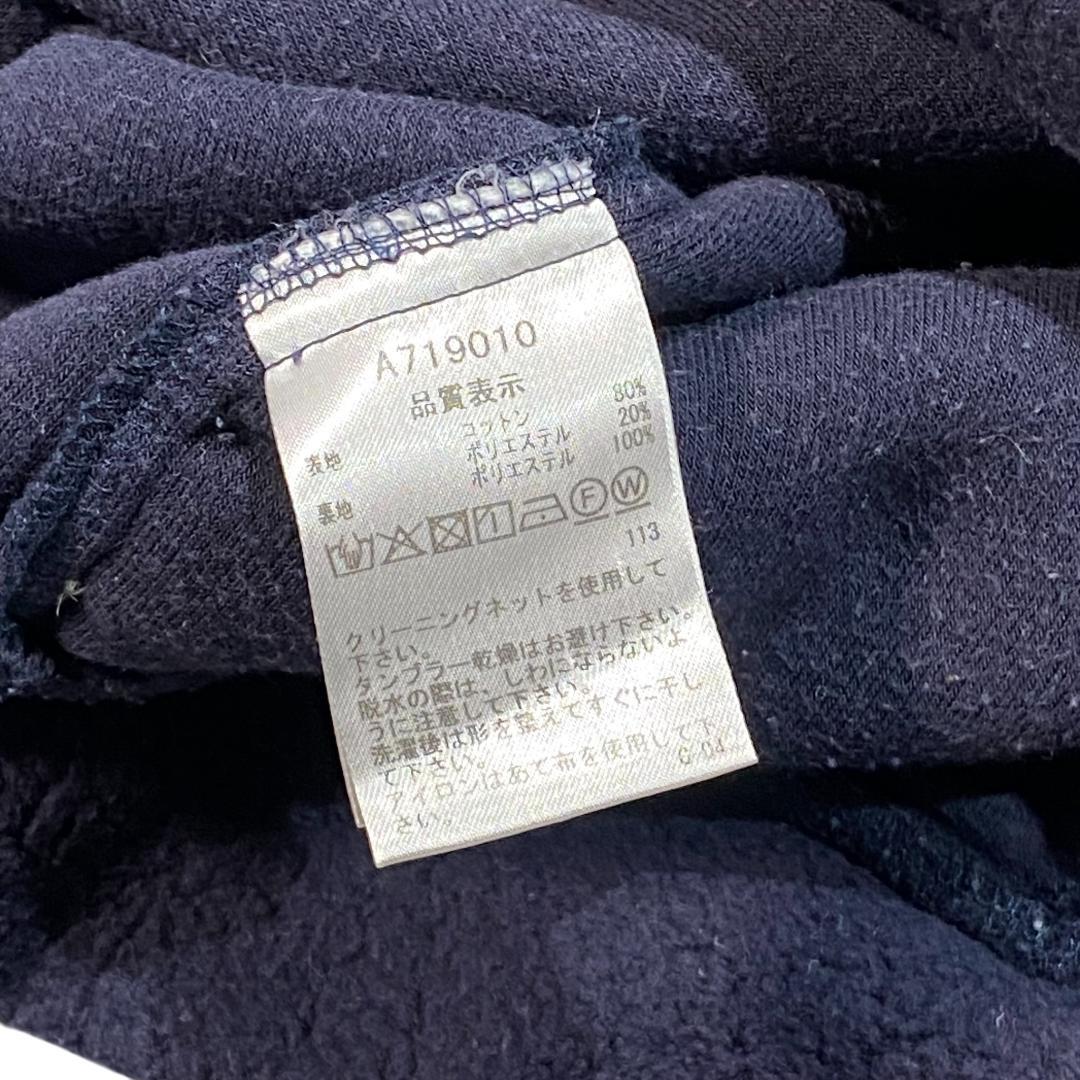 A719010
品質表示
表地 コットン 80%
ポリエステル 20%
裏地 ポリエステル 100%
F W
113
クリーニングネットを使用して
下さい。
タンブラー乾燥はお避け下さい。
脱水の際は、しわにならないよ
うに注意して下さい。
洗濯後は形を整えてすぐに干し
て下さい。
アイロンはあて布を使用して下
さい。